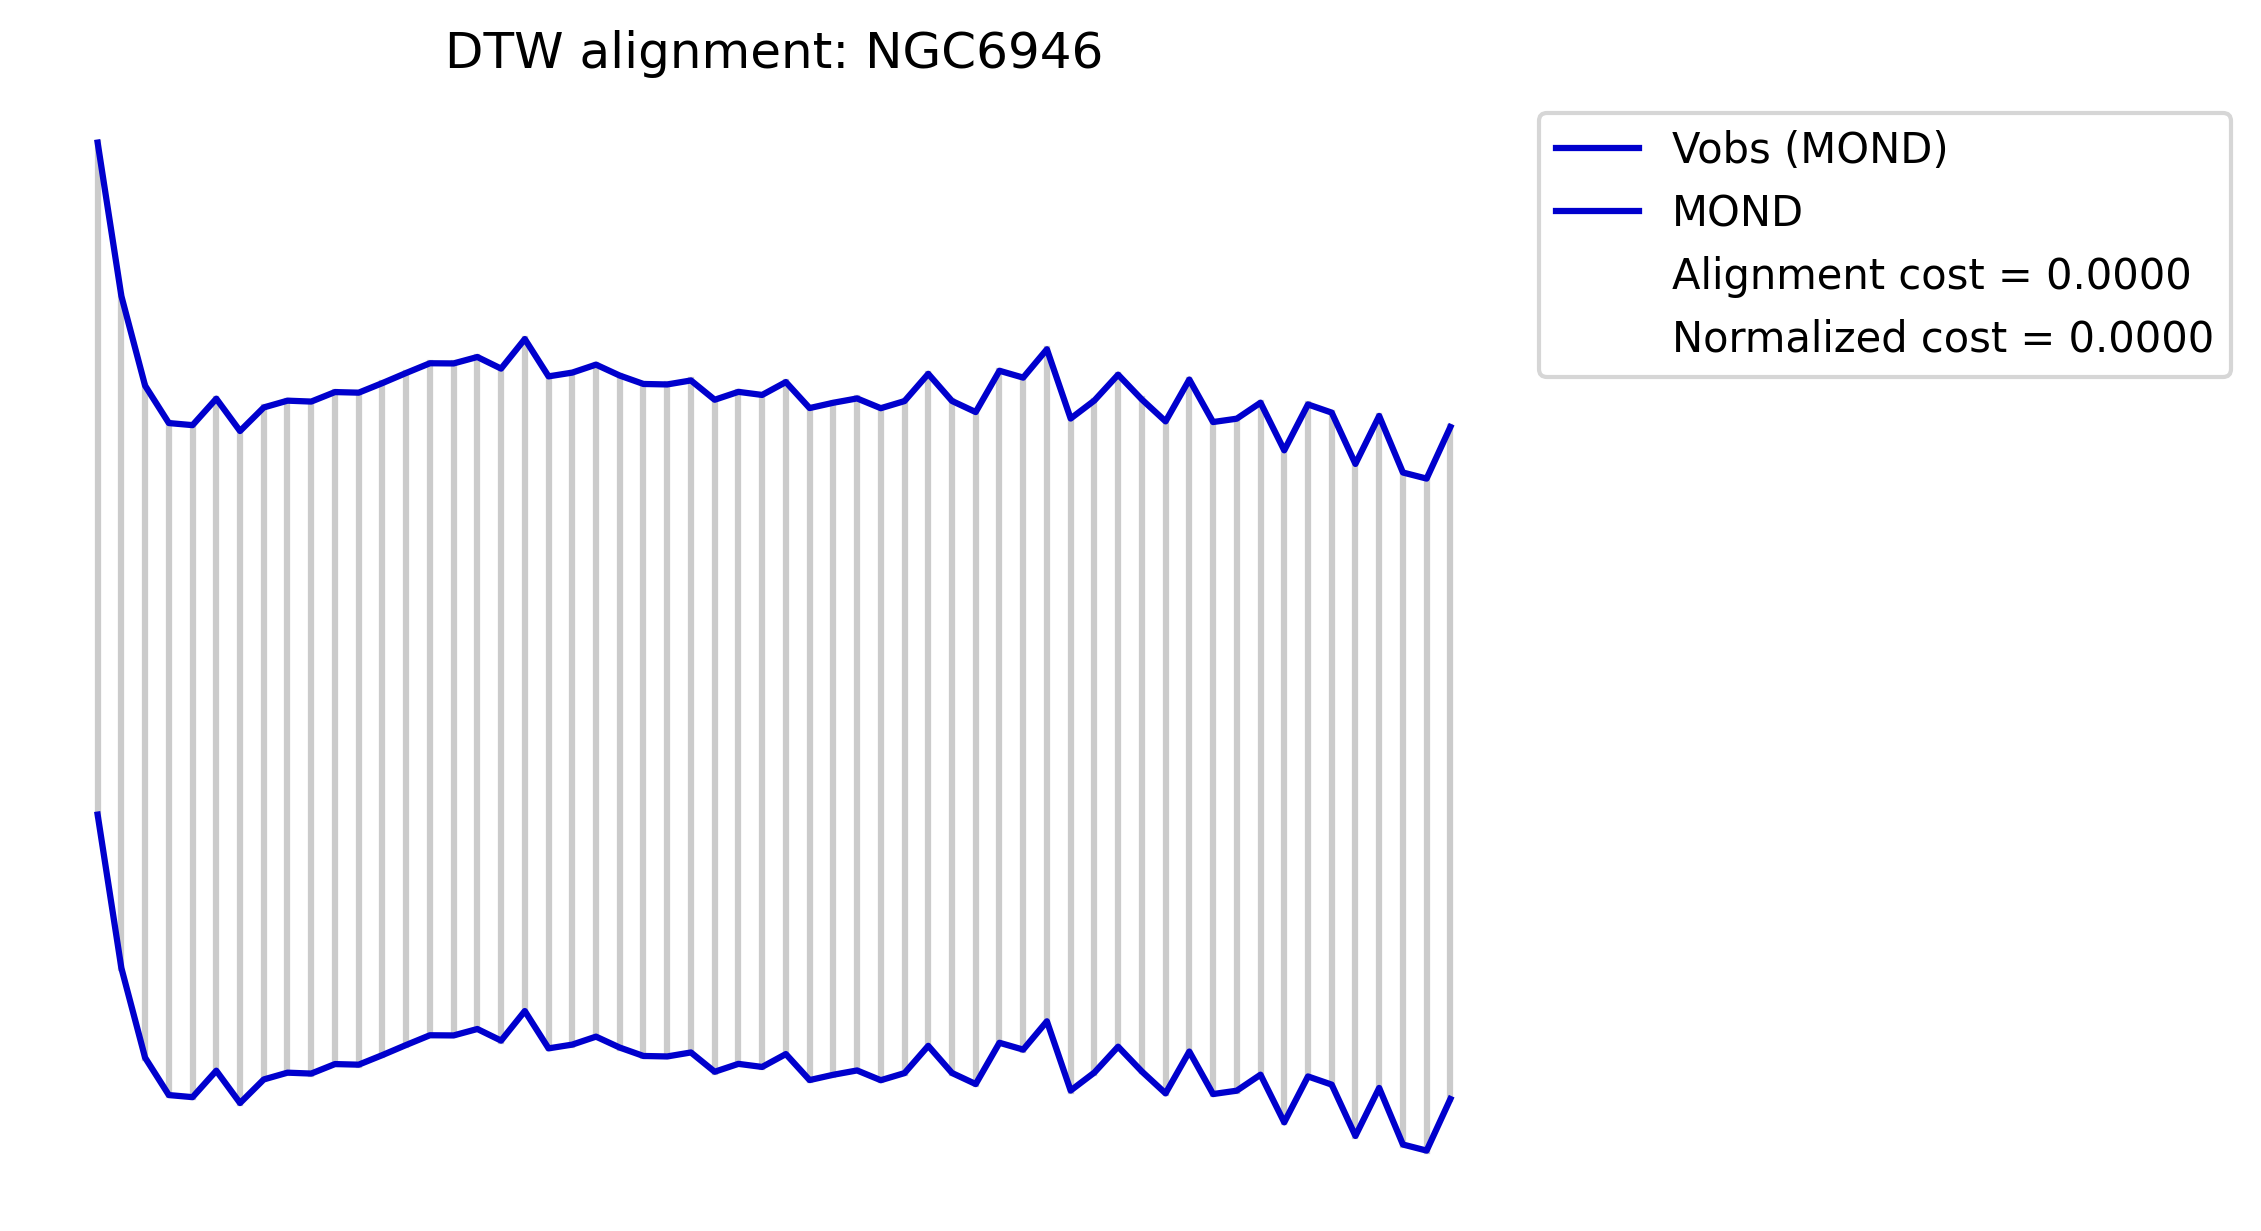 DTW alignment: NGC6946
Vobs (MOND)
MOND
Alignment cost = 0.0000
Normalized cost = 0.0000